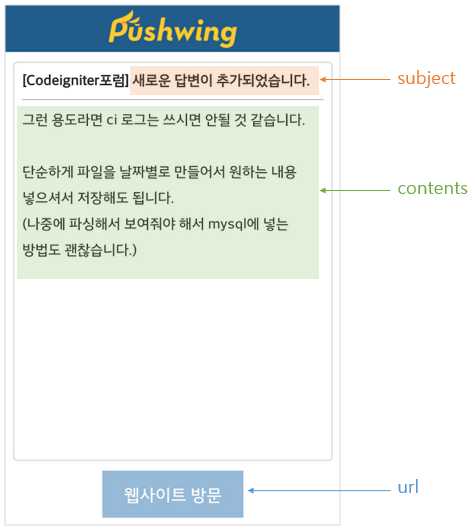 Pushwing
[Codeigniter포럼] 새로운 답변이 추가되었습니다.
subject
그런 용도라면 ci 로그는 쓰시면 안될 것 같습니다.
단순하게 파일을 날짜별로 만들어서 원하는 내용
넣으셔서 저장해도 됩니다.
contents
(나중에 파싱해서 보여줘야 해서 mysql에 넣는
방법도 괜찮습니다.)
웹사이트 방문
url